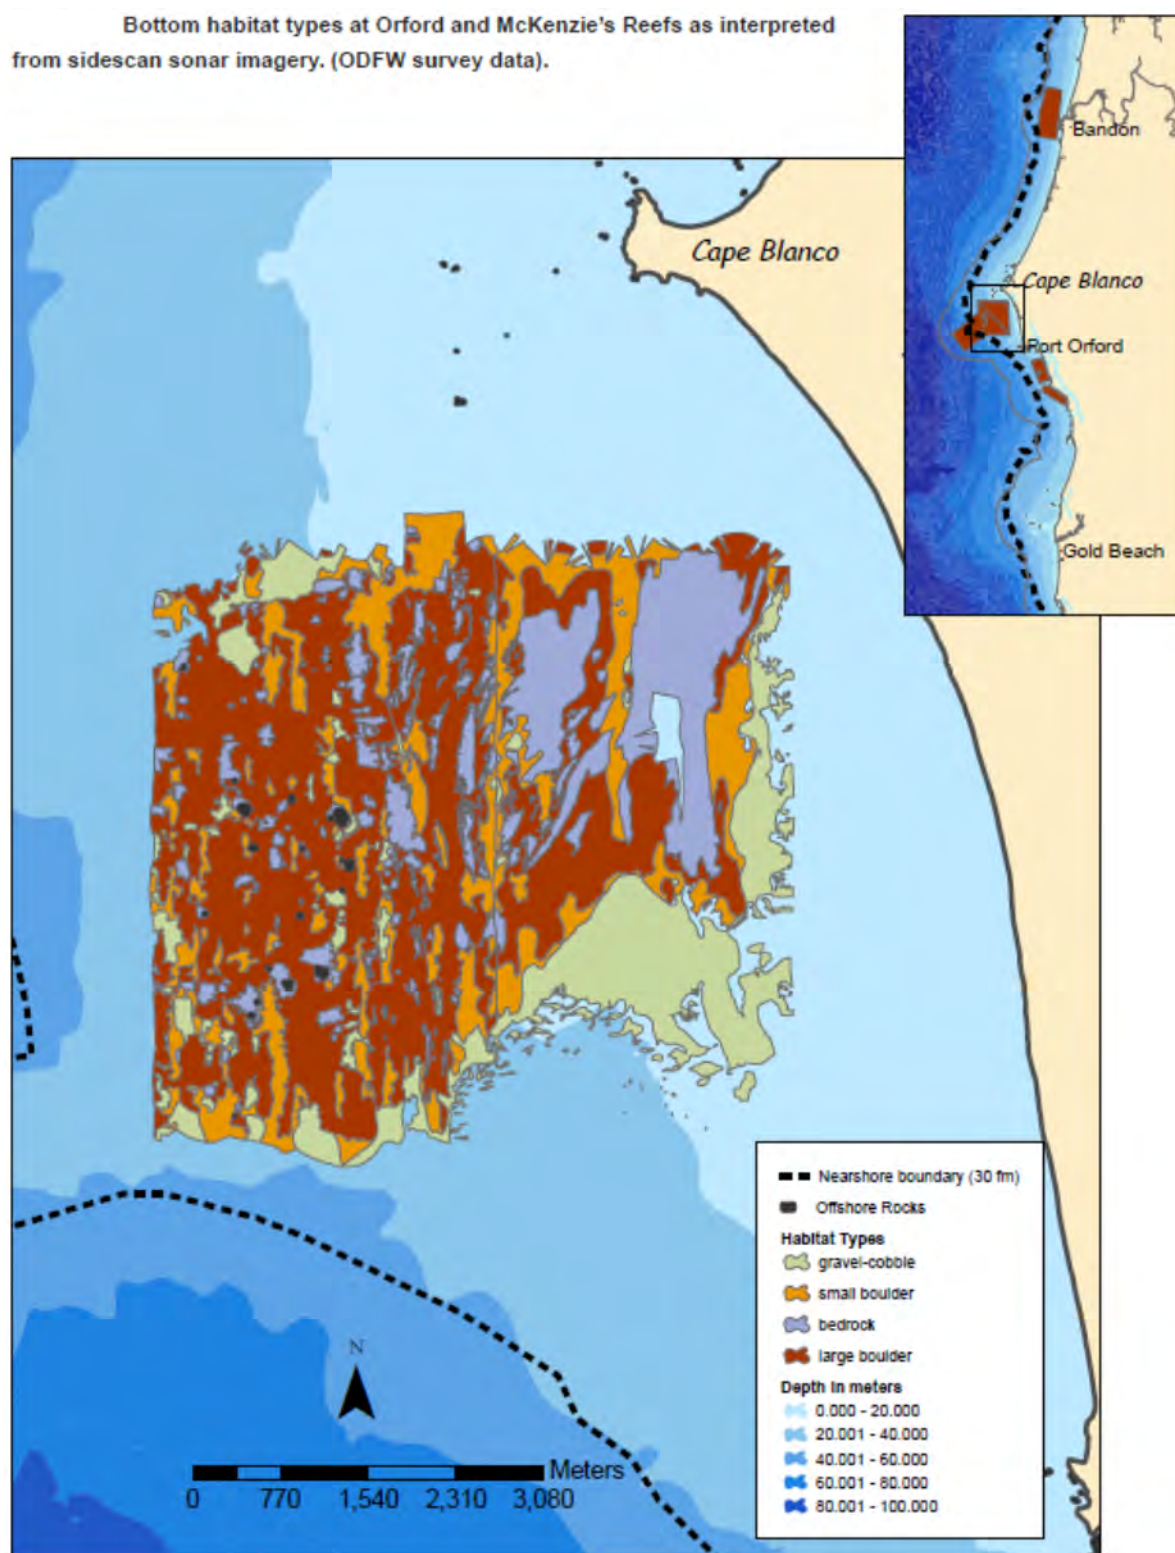 Bottom habitat types at Orford and McKenzie's Reefs as interpreted
from sidescan sonar imagery. (ODFW survey data).
Bandon
Cape Blanco
Port Orford
Gold Beach
Cape Blanco
Nearshore boundary (30 fm)
Offshore Rocks
Habitat Types
gravel-cobble
small boulder
bedrock
large boulder
Depth in meters
0.000 - 20.000
20.001 - 40.000
40.001 - 60.000
60.001 - 80.000
80.001 - 100.000
N
Meters
0 770 1,540 2,310 3,080